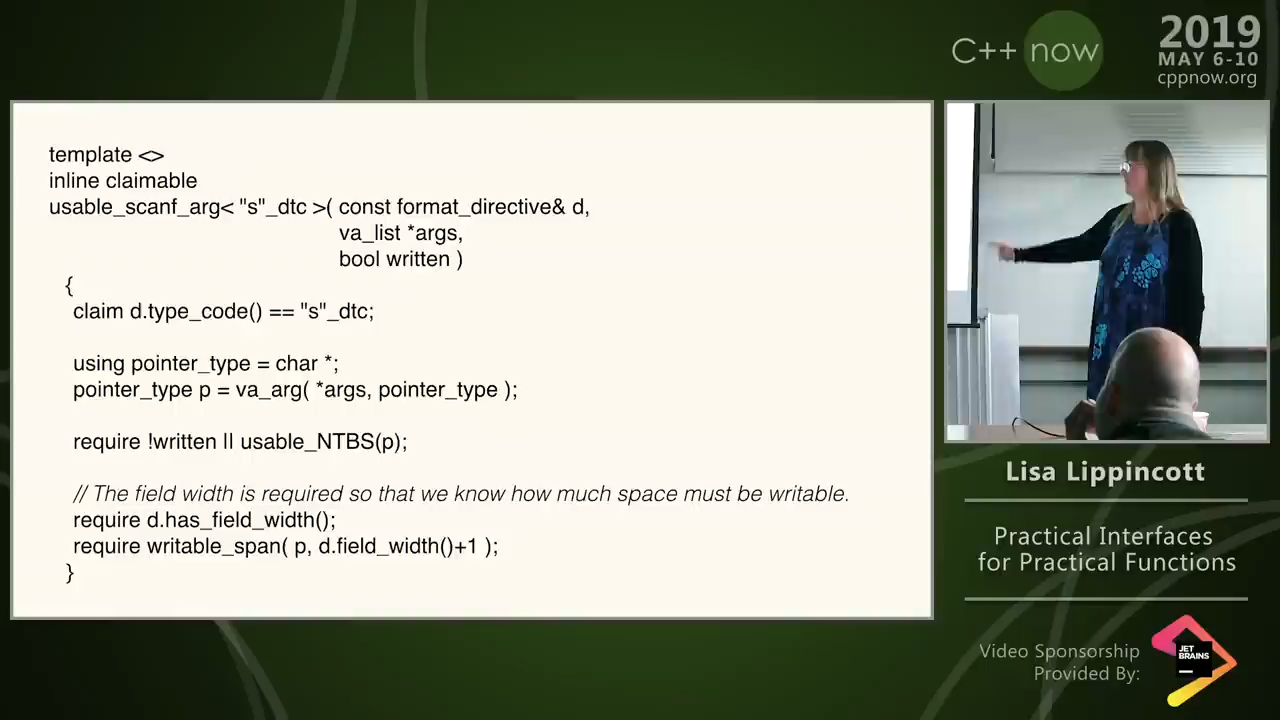 C++ now
2019
MAY 6-10
cppnow.org
template <>
inline claimable
usable_scanf_arg< "s"_dtc >( const format_directive& d,
va_list *args,
bool written )
{
claim d.type_code() == "s"_dtc;
using pointer_type = char *;
pointer_type p = va_arg( *args, pointer_type );
require !written || usable_NTBS(p);
// The field width is required so that we know how much space must be writable.
require d.has_field_width();
require writable_span( p, d.field_width()+1 );
}
Lisa Lippincott
Practical Interfaces
for Practical Functions
Video Sponsorship
Provided By:
JET
BRAINS